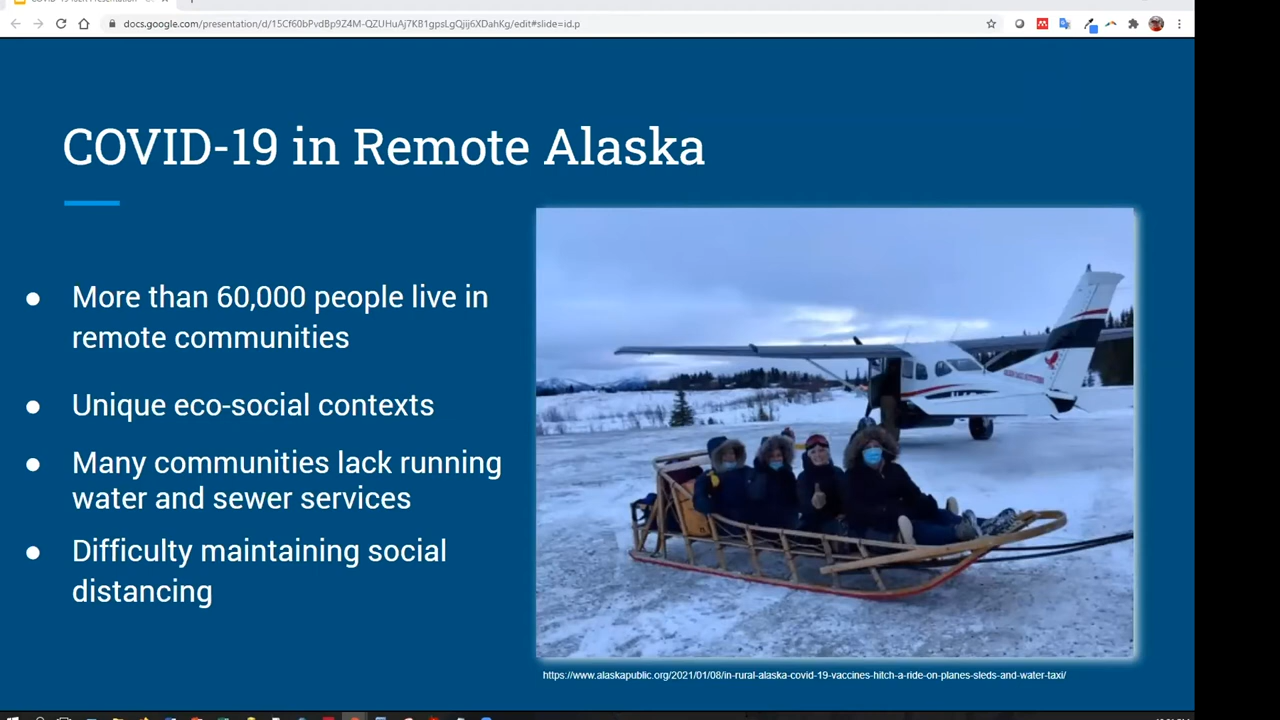 docs.google.com/presentation/d/15Cf60bPvdBp9Z4M-QZUHuAj7K81gpsLgQjij6XDahKg/edit#slide=id.p
COVID-19 in Remote Alaska
● More than 60,000 people live in
remote communities
● Unique eco-social contexts
● Many communities lack running
water and sewer services
● Difficulty maintaining social
distancing
https://www.alaskapublic.org/2021/01/08/in-rural-alaska-covid-19-vaccines-hitch-a-ride-on-planes-sleds-and-water-taxi/